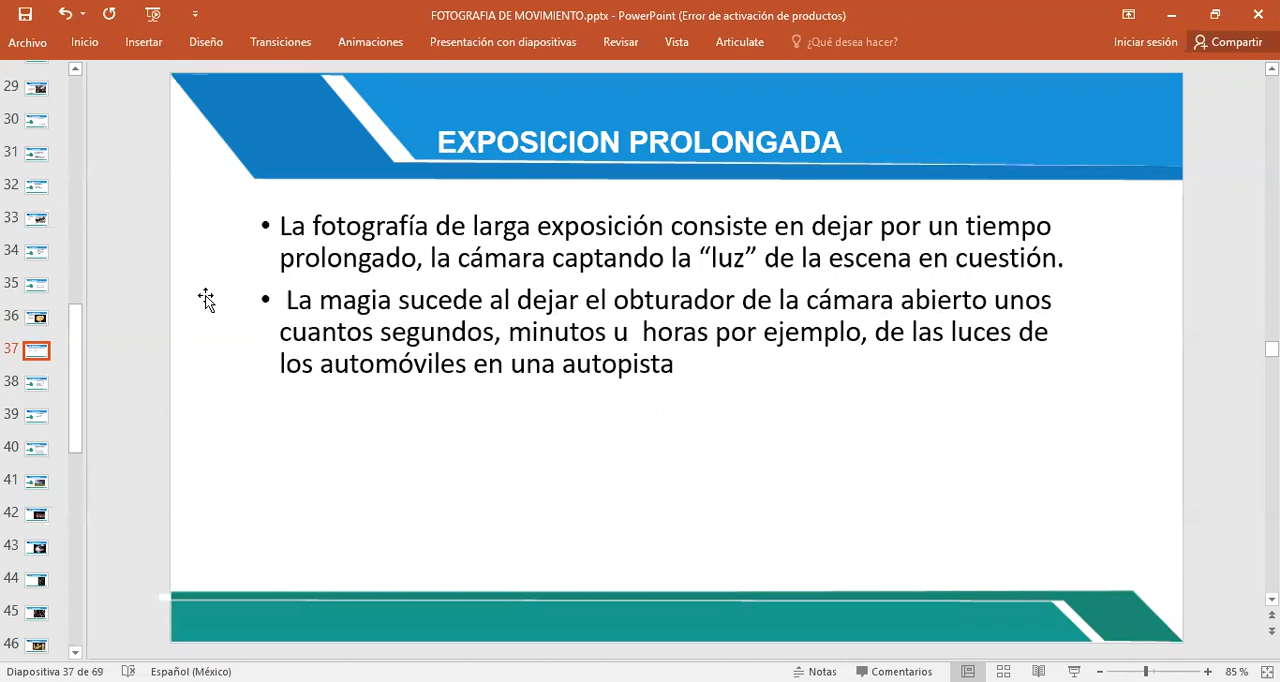 FOTOGRAFIA DE MOVIMIENTO.pptx - PowerPoint (Error de activación de productos)
Archivo Inicio Insertar Diseño Transiciones Animaciones Presentación con diapositivas Revisar Vista Articulate ¿Qué desea hacer? Iniciar sesión Compartir
29
30
31
32
33
34
35
36
37
38
39
40
41
42
43
44
45
46
EXPOSICION PROLONGADA
• La fotografía de larga exposición consiste en dejar por un tiempo
prolongado, la cámara captando la “luz” de la escena en cuestión.
• La magia sucede al dejar el obturador de la cámara abierto unos
cuantos segundos, minutos u horas por ejemplo, de las luces de
los automóviles en una autopista
Diapositiva 37 de 69 Español (México) Notas Comentarios 85 %